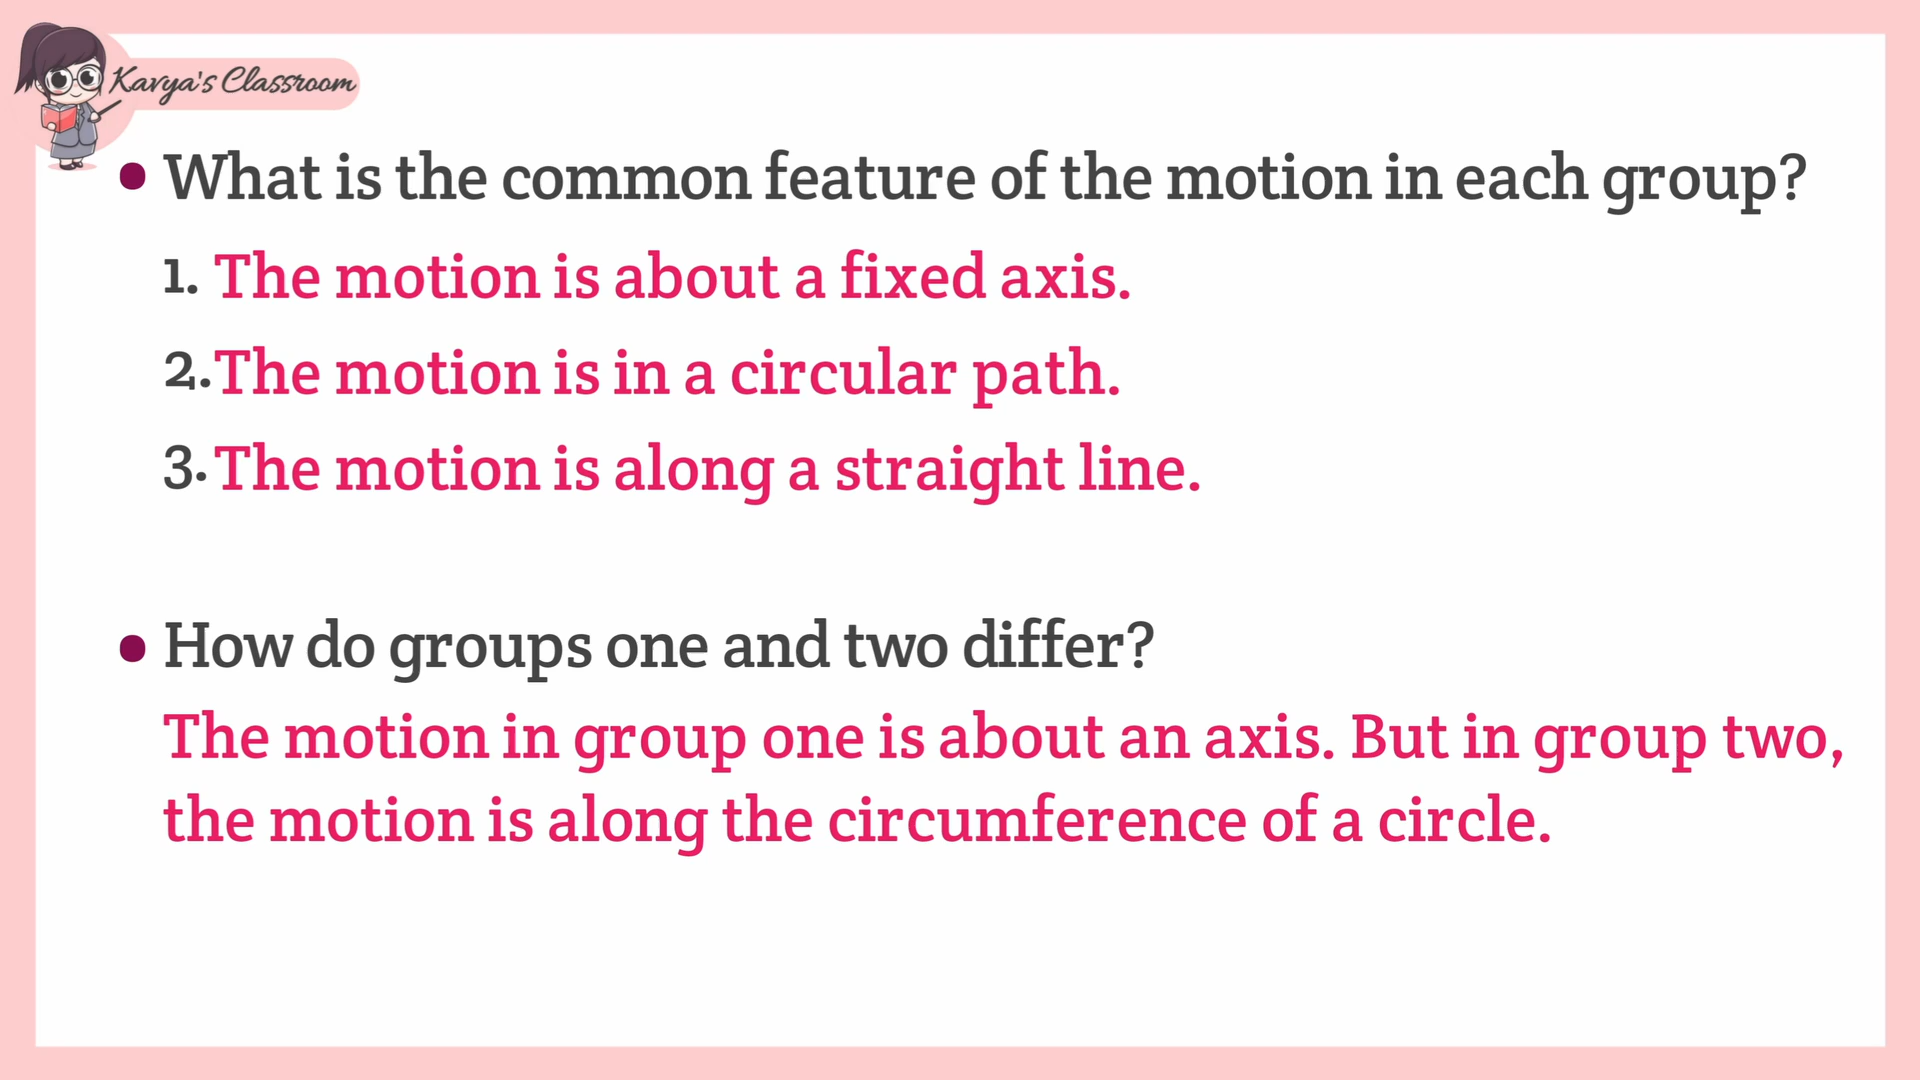 Kavya's Classroom
• What is the common feature of the motion in each group?
1. The motion is about a fixed axis.
2. The motion is in a circular path.
3. The motion is along a straight line.
• How do groups one and two differ?
The motion in group one is about an axis. But in group two,
the motion is along the circumference of a circle.